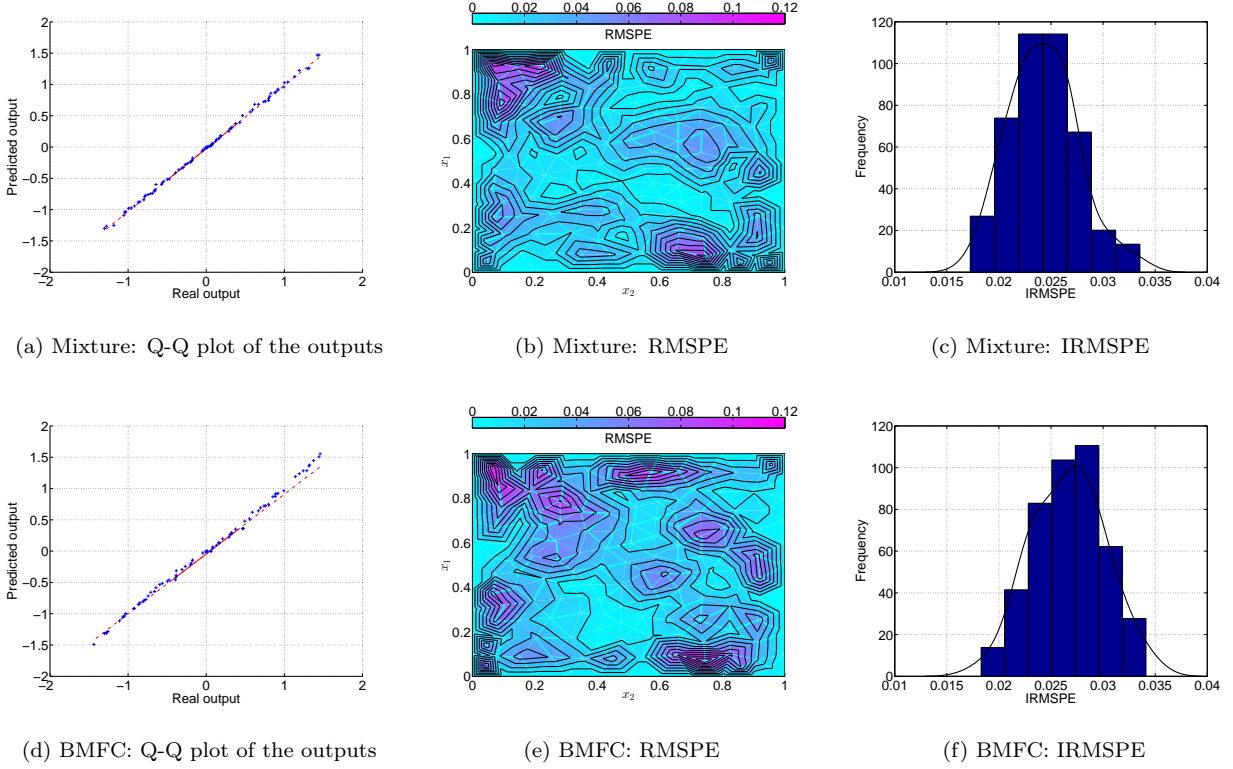 2
1.5
1
0.5
0
−0.5
−1
−1.5
−2
−2 −1 0 1 2
Predicted output
Real output
(a) Mixture: Q-Q plot of the outputs
0 0.02 0.04 0.06 0.08 0.1 0.12
RMSPE
1
0.8
0.6
0.4
0.2
0
0 0.2 0.4 0.6 0.8 1
x1
x2
(b) Mixture: RMSPE
120
100
80
60
40
20
0
0.01 0.015 0.02 0.025 0.03 0.035 0.04
Frequency
IRMSPE
(c) Mixture: IRMSPE
2
1.5
1
0.5
0
−0.5
−1
−1.5
−2
−2 −1 0 1 2
Predicted output
Real output
(d) BMFC: Q-Q plot of the outputs
0 0.02 0.04 0.06 0.08 0.1 0.12
RMSPE
1
0.8
0.6
0.4
0.2
0
0 0.2 0.4 0.6 0.8 1
x1
x2
(e) BMFC: RMSPE
120
100
80
60
40
20
0
0.01 0.015 0.02 0.025 0.03 0.035 0.04
Frequency
IRMSPE
(f) BMFC: IRMSPE